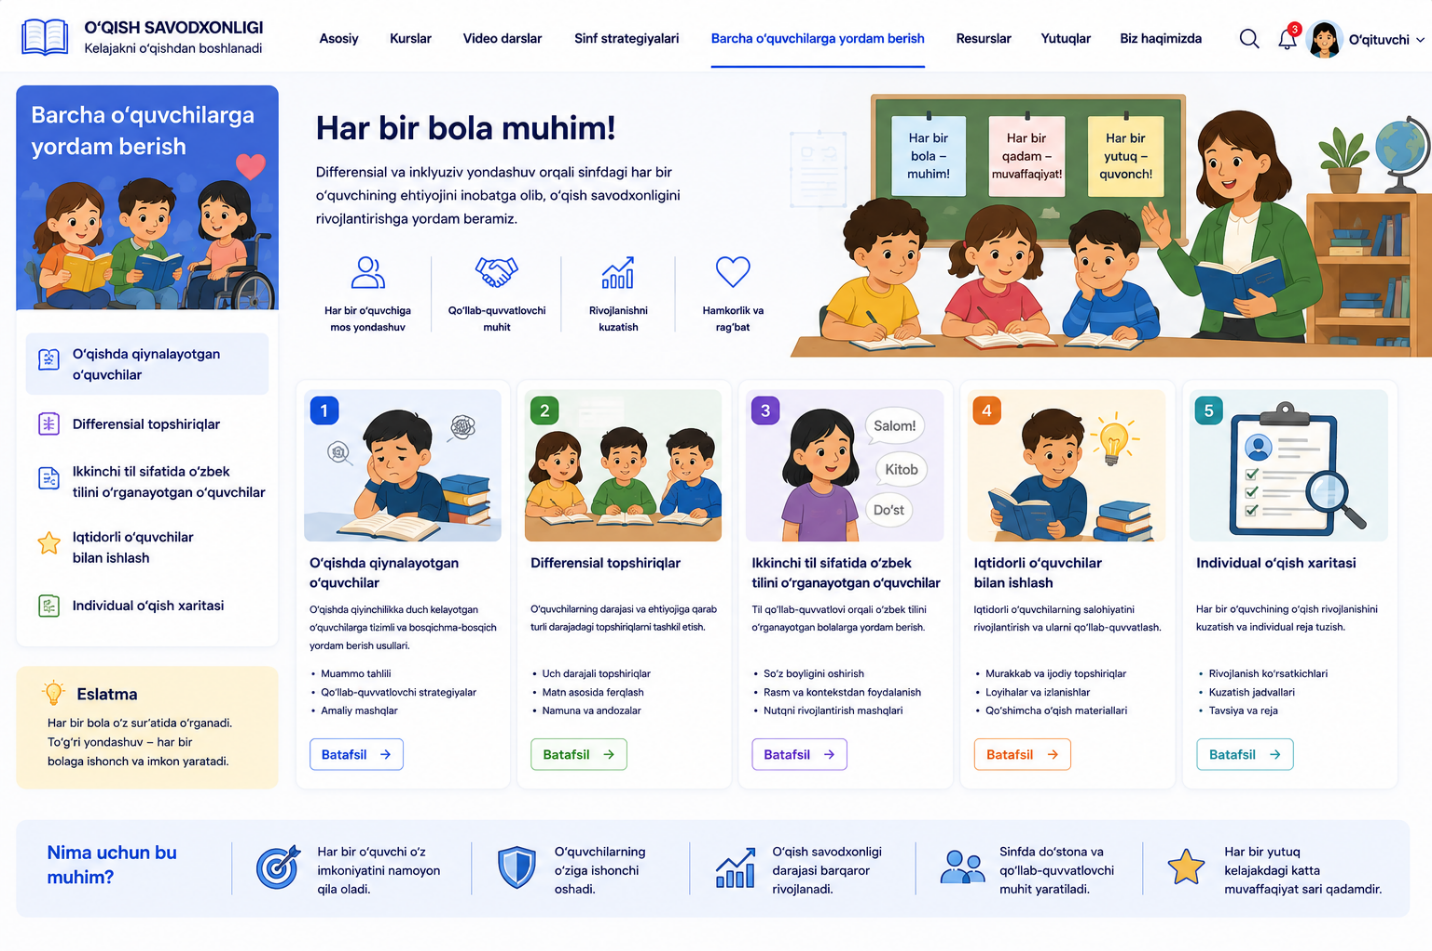 O‘QISH SAVODXONLIGI
Kelajakni o‘qishdan boshlanadi
Asosiy
Kurslar
Video darslar
Sinf strategiyalari
Barcha o‘quvchilarga yordam berish
Resurslar
Yutuqlar
Biz haqimizda
3
O‘qituvchi
Barcha o‘quvchilarga
yordam berish
O‘qishda qiynalayotgan
o‘quvchilar
Differensial topshiriqlar
Ikkinchi til sifatida o‘zbek
tilini o‘rganayotgan o‘quvchilar
Iqtidorli o‘quvchilar
bilan ishlash
Individual o‘qish xaritasi
Eslatma
Har bir bola o‘z sur’atida o‘rganadi.
To‘g‘ri yondashuv – har bir
bolaga ishonch va imkon yaratadi.
Har bir bola muhim!
Differensial va inklyuziv yondashuv orqali sinfdagi har bir
o‘quvchining ehtiyojini inobatga olib, o‘qish savodxonligini
rivojlantirishga yordam beramiz.
Har bir o‘quvchiga
mos yondashuv
Qo‘llab-quvvatlovchi
muhit
Rivojlanishni
kuzatish
Hamkorlik va
rag‘bat
Har bir
bola –
muhim!
Har bir
qadam –
muvaffaqiyat!
Har bir
yutuq –
quvonch!
1
O‘qishda qiynalayotgan
o‘quvchilar
O‘qishda qiyinchilikka duch kelayotgan
o‘quvchilarga tizimli va bosqichma-bosqich
yordam berish usullari.
• Muammo tahlili
• Qo‘llab-quvvatlovchi strategiyalar
• Amaliy mashqlar
Batafsil →
2
Differensial topshiriqlar
O‘quvchilarning darajasi va ehtiyojiga qarab
turli darajadagi topshiriqlarni tashkil etish.
• Uch darajali topshiriqlar
• Matn asosida ferqlash
• Namuna va andozalar
Batafsil →
3
Salom!
Kitob
Do‘st
Ikkinchi til sifatida o‘zbek
tilini o‘rganayotgan o‘quvchilar
Til qo‘llab-quvvatlovi orqali o‘zbek tilini
o‘rganayotgan bolalarga yordam berish.
• So‘z boyligini oshirish
• Rasm va kontekstdan foydalanish
• Nutqni rivojlantirish mashqlari
Batafsil →
4
Iqtidorli o‘quvchilar
bilan ishlash
Iqtidorli o‘quvchilarning salohiyatini
rivojlantirish va ularni qo‘llab-quvvatlash.
• Murakkab va ijodiy topshiriqlar
• Loyihalar va izlanishlar
• Qo‘shimcha o‘qish materiallari
Batafsil →
5
Individual o‘qish xaritasi
Har bir o‘quvchining o‘qish rivojlanishini
kuzatish va individual reja tuzish.
• Rivojlanish ko‘rsatkichlari
• Kuzatish jadvallari
• Tavsiya va reja
Batafsil →
Nima uchun bu
muhim?
Har bir o‘quvchi o‘z
imkoniyatini namoyon
qila oladi.
O‘quvchilarning
o‘ziga ishonchi
oshadi.
O‘qish savodxonligi
darajasi barqaror
rivojlanadi.
Sinfda do‘stona va
qo‘llab-quvvatlovchi
muhit yaratiladi.
Har bir yutuq
kelajakdagi katta
muvaffaqiyat sari qadamdir.